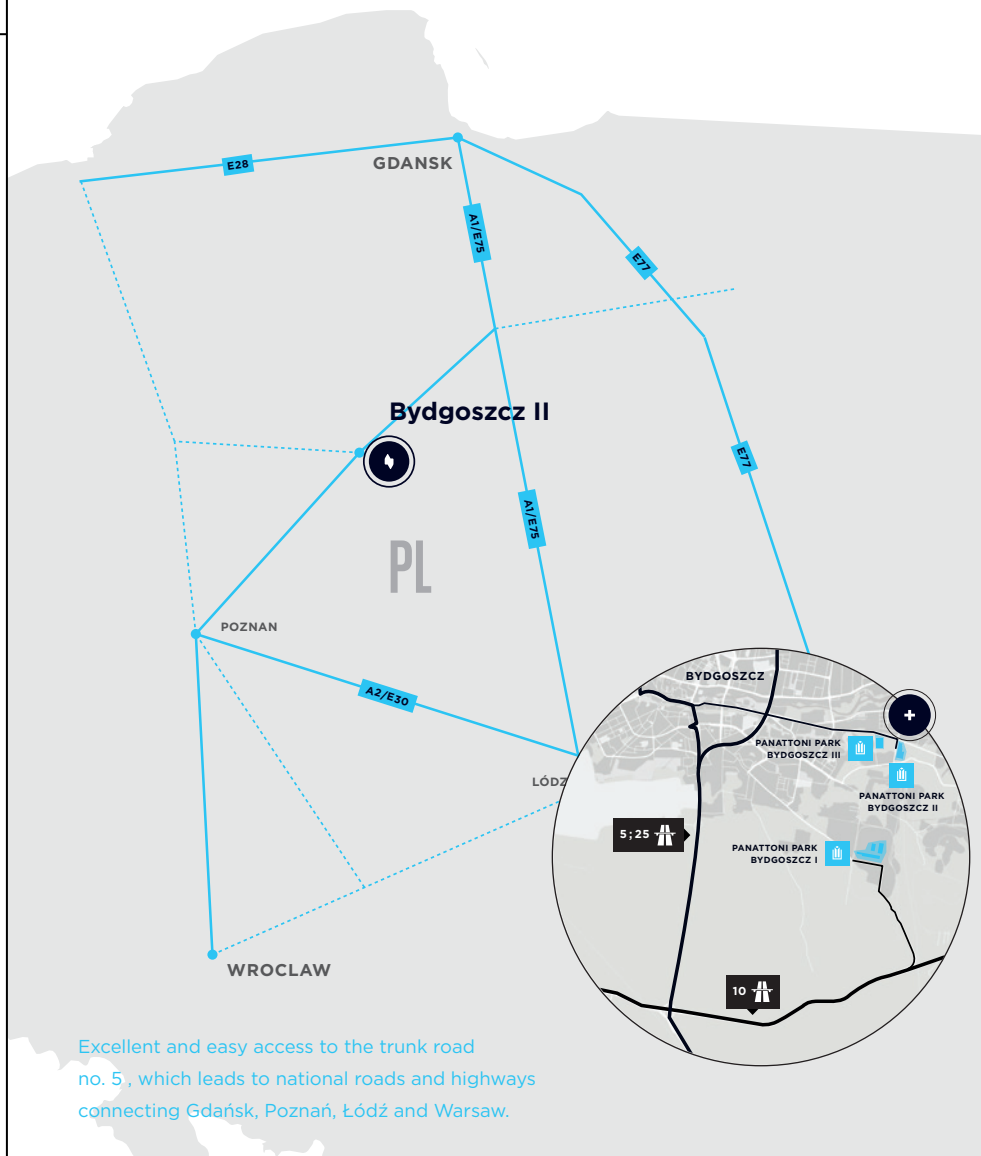 E28
GDANSK
A1/E75
E77
Bydgoszcz II
E77
A1/E75
PL
POZNAN
A2/E30
BYDGOSZCZ
PANATTONI PARK
BYDGOSZCZ III
LÓDZ
PANATTONI PARK
BYDGOSZCZ II
5;25
PANATTONI PARK
BYDGOSZCZ I
WROCLAW
10
Excellent and easy access to the trunk road
no. 5 , which leads to national roads and highways
connecting Gdańsk, Poznań, Łódź and Warsaw.